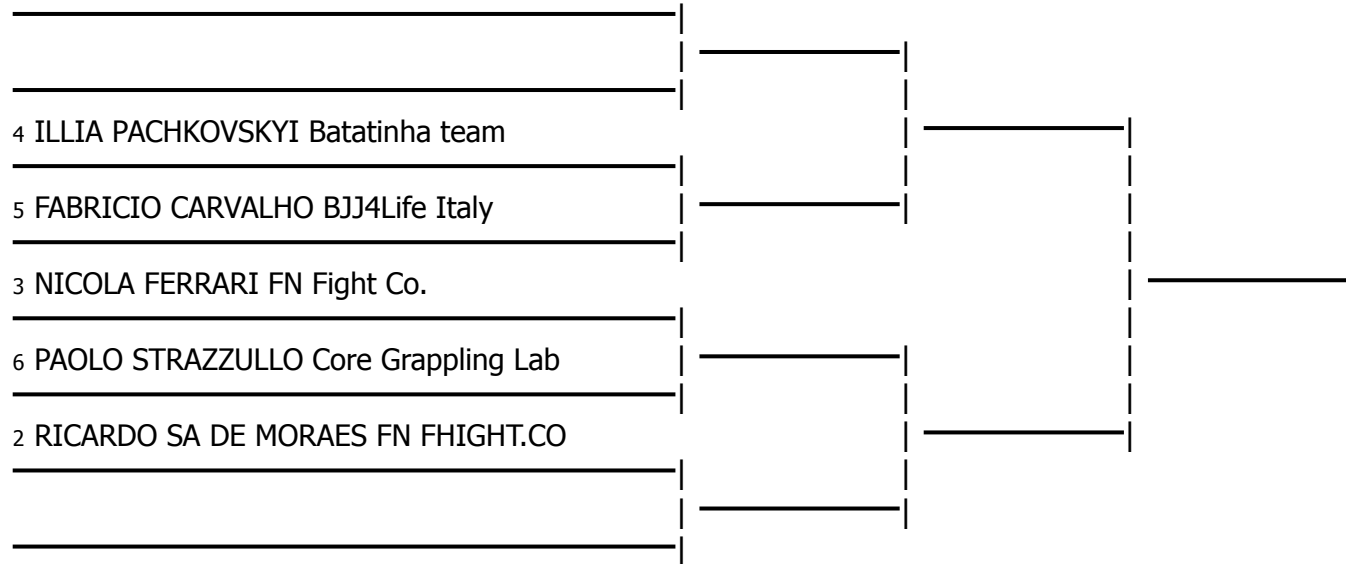 4 ILLIA PACHKOVSKYI Batatinha team
5 FABRICIO CARVALHO BJJ4Life Italy
3 NICOLA FERRARI FN Fight Co.
6 PAOLO STRAZZULLO Core Grappling Lab
2 RICARDO SA DE MORAES FN FHIGHT.CO